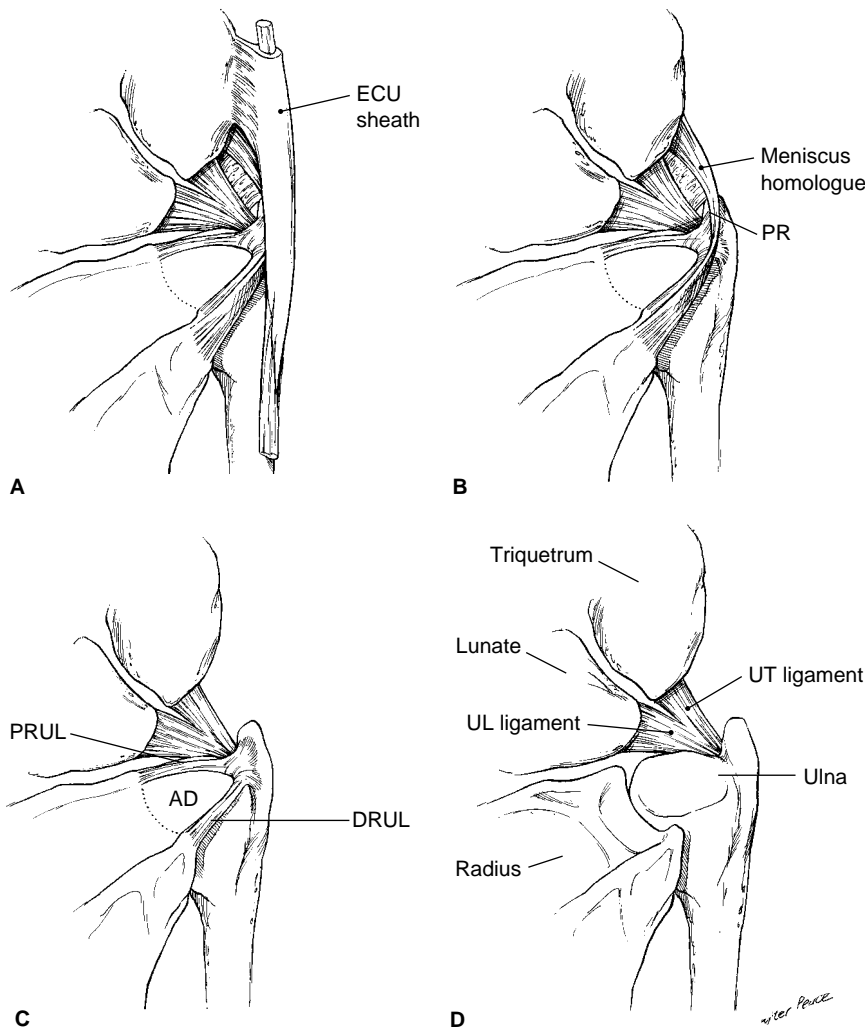 ECU
sheath
A
Meniscus
homologue
PR
B
PRUL
AD
DRUL
C
Triquetrum
Lunate
UT ligament
UL ligament
Ulna
Radius
D